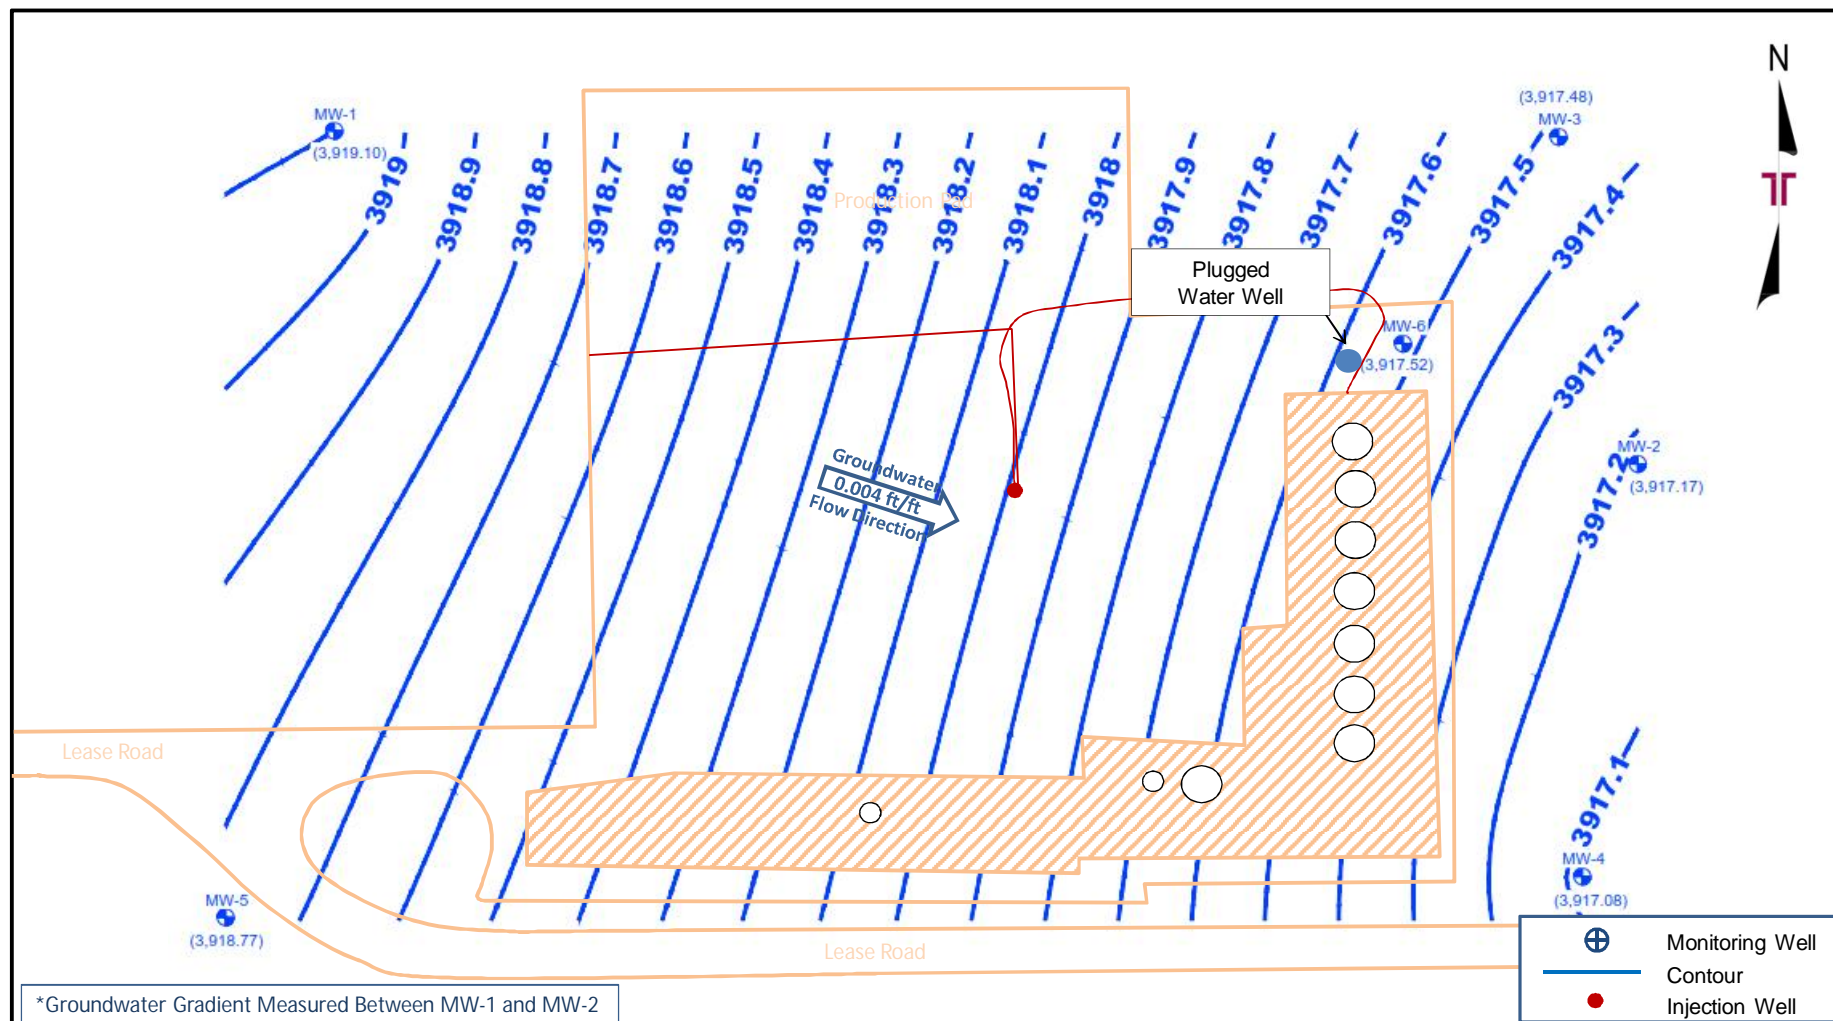 N
(3,917.48)
MW-3
MW-1
(3,919.10)
3919
3918.9
3918.8
3918.7
3918.6
3918.5
3918.4
3918.3
3918.2
3918.1
3918
3917.9
3917.8
3917.7
3917.6
3917.5
3917.4
3917.3
3917.2
3917.1
Production Pad
Plugged
Water Well
MW-6
(3,917.52)
MW-2
(3,917.17)
Groundwater
0.004 ft/ft
Flow Direction
Lease Road
MW-4
(3,917.08)
MW-5
(3,918.77)
Lease Road
Monitoring Well
Contour
Injection Well
*Groundwater Gradient Measured Between MW-1 and MW-2